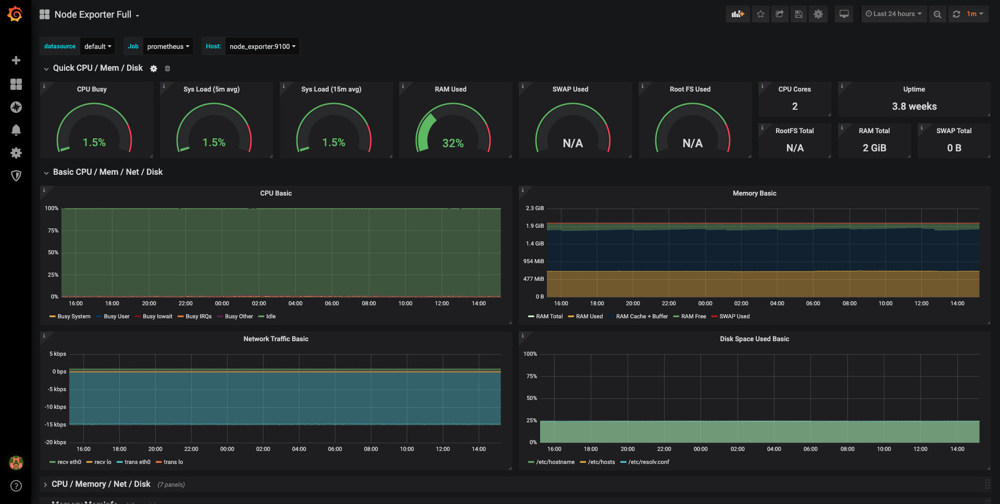 Node Exporter Full
Last 24 hours
1m
datasource default Job prometheus Host: node_exporter:9100
Quick CPU / Mem / Disk
CPU Busy
1.5%
Sys Load (5m avg)
1.5%
Sys Load (15m avg)
1.5%
RAM Used
32%
SWAP Used
N/A
Root FS Used
N/A
CPU Cores
2
Uptime
3.8 weeks
RootFS Total
N/A
RAM Total
2 GiB
SWAP Total
0 B
Basic CPU / Mem / Net / Disk
CPU Basic
100%
75%
50%
25%
0%
16:00 18:00 20:00 22:00 00:00 02:00 04:00 06:00 08:00 10:00 12:00 14:00
Busy System Busy User Busy Iowait Busy IRQs Busy Other Idle
Memory Basic
2.3 GiB
1.9 GiB
1.4 GiB
954 MiB
477 MiB
0 B
16:00 18:00 20:00 22:00 00:00 02:00 04:00 06:00 08:00 10:00 12:00 14:00
RAM Total RAM Used RAM Cache + Buffer RAM Free SWAP Used
Network Traffic Basic
5 kbps
0 bps
-5 kbps
-10 kbps
-15 kbps
-20 kbps
16:00 18:00 20:00 22:00 00:00 02:00 04:00 06:00 08:00 10:00 12:00 14:00
recv eth0 recv lo trans eth0 trans lo
Disk Space Used Basic
100%
75%
50%
25%
0%
16:00 18:00 20:00 22:00 00:00 02:00 04:00 06:00 08:00 10:00 12:00 14:00
/etc/hostname /etc/hosts /etc/resolv.conf
CPU / Memory / Net / Disk (7 panels)
Memory Meminfo